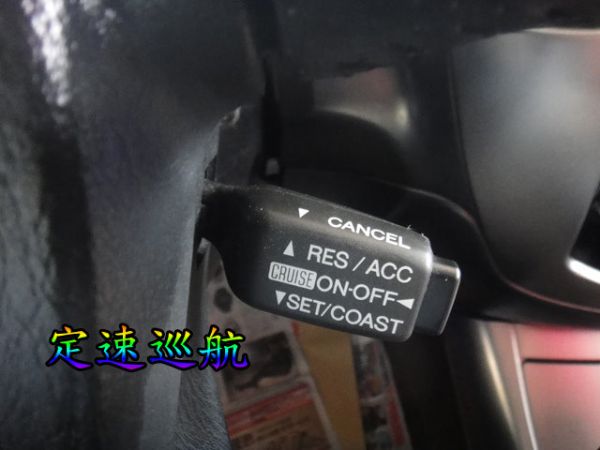 ▼ CANCEL
▲ RES / ACC
CRUISE ON-OFF◄
▼SET/COAST
定速巡航